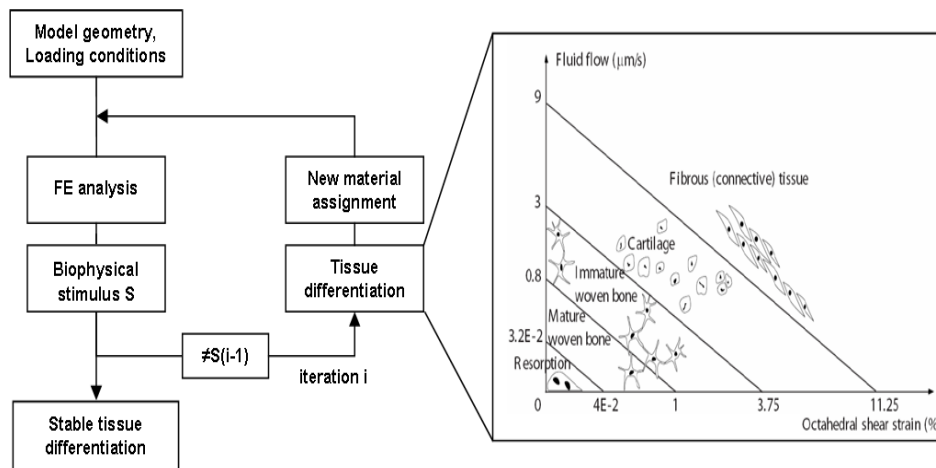 Model geometry,
Loading conditions
FE analysis
Biophysical
stimulus S
≠S(i-1)
iteration i
Stable tissue
differentiation
New material
assignment
Tissue
differentiation
Fluid flow (μm/s)
9
3
0.8
3.2E-2
0
Fibrous (connective) tissue
Cartilage
Immature
woven bone
Mature
woven bone
Resorption
4E-2
1
3.75
11.25
Octahedral shear strain (%